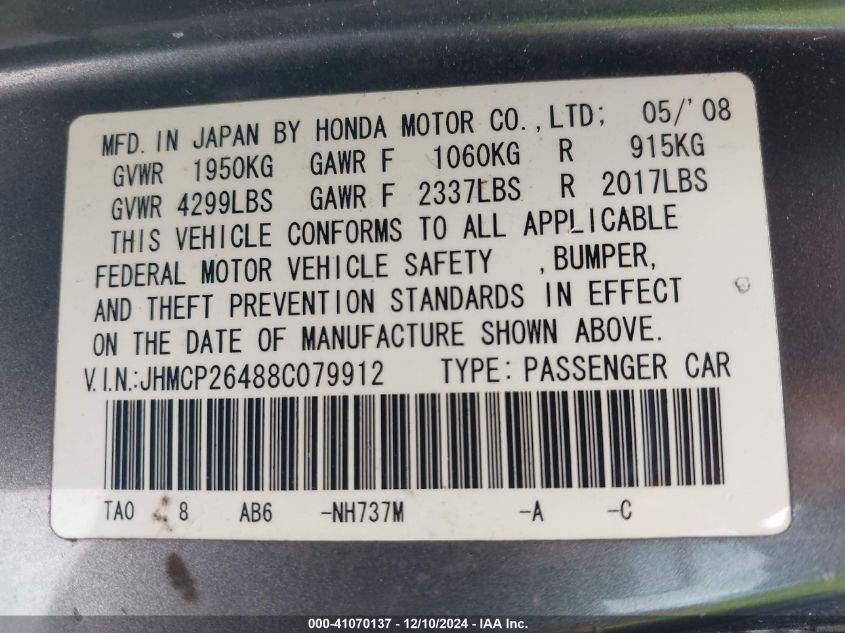 MFD. IN JAPAN BY HONDA MOTOR CO., LTD; 05/'08
GVWR 1950KG GAWR F 1060KG R 915KG
GVWR 4299LBS GAWR F 2337LBS R 2017LBS
THIS VEHICLE CONFORMS TO ALL APPLICABLE
FEDERAL MOTOR VEHICLE SAFETY , BUMPER,
AND THEFT PREVENTION STANDARDS IN EFFECT
ON THE DATE OF MANUFACTURE SHOWN ABOVE.
V.I.N.:JHMCP26488C079912 TYPE: PASSENGER CAR
TA0 8 AB6 -NH737M -A -C
000-41070137 - 12/10/2024 - IAA Inc.